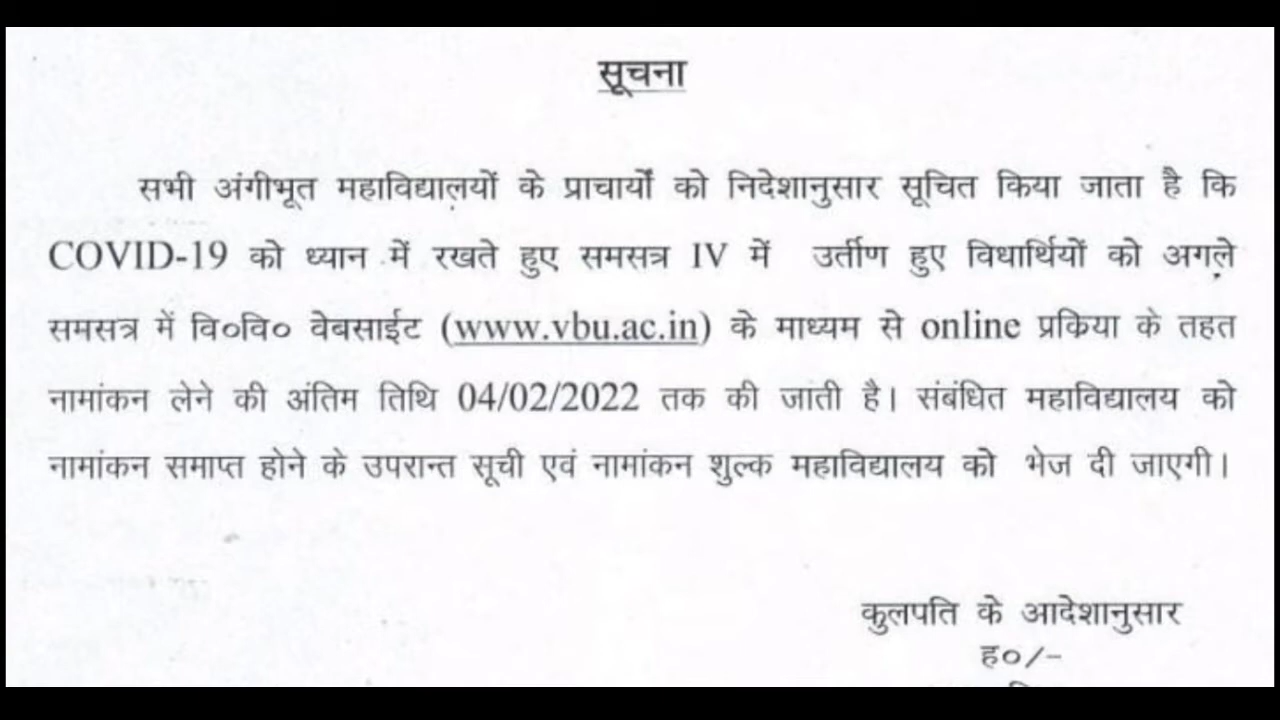 सूचना
सभी अंगीभूत महाविद्यालयों के प्राचार्यों को निदेशानुसार सूचित किया जाता है कि
COVID-19 को ध्यान में रखते हुए समसत्र IV में उर्तीण हुए विधार्थियों को अगले
समसत्र में वि०वि० वेबसाईट (www.vbu.ac.in) के माध्यम से online प्रकिया के तहत
नामांकन लेने की अंतिम तिथि 04/02/2022 तक की जाती है। संबंधित महाविद्यालय को
नामांकन समाप्त होने के उपरान्त सूची एवं नामांकन शुल्क महाविद्यालय को भेज दी जाएगी।
कुलपति के आदेशानुसार
ह०/-